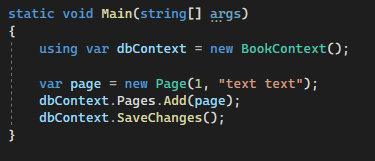 static void Main(string[] args)
{
    using var dbContext = new BookContext();
    var page = new Page(1, "text text");
    dbContext.Pages.Add(page);
    dbContext.SaveChanges();
}